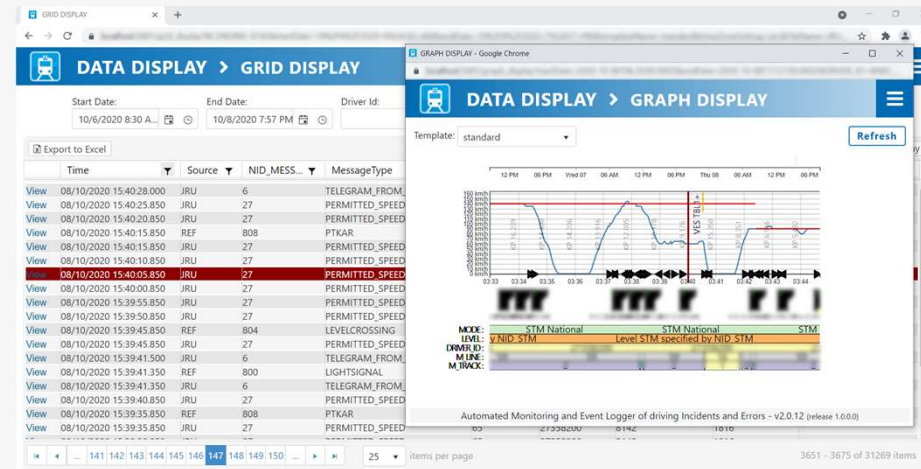 GRID DISPLAY
DATA DISPLAY > GRID DISPLAY
Start Date: End Date: Driver Id:
10/6/2020 8:30 A... 10/8/2020 7:57 PM
Export to Excel
Time Source NID_MESS... MessageType
View 08/10/2020 15:40:28.000 JRU 6 TELEGRAM_FROM_
View 08/10/2020 15:40:25.850 JRU 27 PERMITTED_SPEED
View 08/10/2020 15:40:20.850 JRU 27 PERMITTED_SPEED
View 08/10/2020 15:40:15.850 REF 808 PTKAR
View 08/10/2020 15:40:15.850 JRU 27 PERMITTED_SPEED
View 08/10/2020 15:40:10.850 JRU 27 PERMITTED_SPEED
View 08/10/2020 15:40:05.850 JRU 27 PERMITTED_SPEED
View 08/10/2020 15:40:00.850 JRU 27 PERMITTED_SPEED
View 08/10/2020 15:39:55.850 JRU 27 PERMITTED_SPEED
View 08/10/2020 15:39:50.850 JRU 27 PERMITTED_SPEED
View 08/10/2020 15:39:45.850 REF 804 LEVELCROSSING
View 08/10/2020 15:39:45.850 JRU 27 PERMITTED_SPEED
View 08/10/2020 15:39:41.500 JRU 6 TELEGRAM_FROM_
View 08/10/2020 15:39:41.350 REF 800 LIGHTSIGNAL
View 08/10/2020 15:39:41.350 JRU 6 TELEGRAM_FROM_
View 08/10/2020 15:39:40.850 JRU 27 PERMITTED_SPEED
View 08/10/2020 15:39:35.850 REF 808 PTKAR
View 08/10/2020 15:39:35.850 JRU 27 PERMITTED_SPEED 65 27358200 8142 1816
... 141 142 143 144 145 146 147 148 149 150 ... 25 items per page 3651 - 3675 of 31269 items
GRAPH DISPLAY - Google Chrome
DATA DISPLAY > GRAPH DISPLAY
Template: standard Refresh
12 PM 06 PM Wed 07 06 AM 12 PM 06 PM Thu 08 06 AM 12 PM 06 PM
VES TBL1+
03:33 03:34 03:35 03:36 03:37 03:38 03:39 03:40 03:41 03:42 03:43 03:44
MODE: STM National STM National STM
LEVEL: y NID_STM Level STM specified by NID_STM
DRIVER_ID:
M_LINE:
M_TRACK:
Automated Monitoring and Event Logger of driving Incidents and Errors - v2.0.12 (release 1.0.0.0)